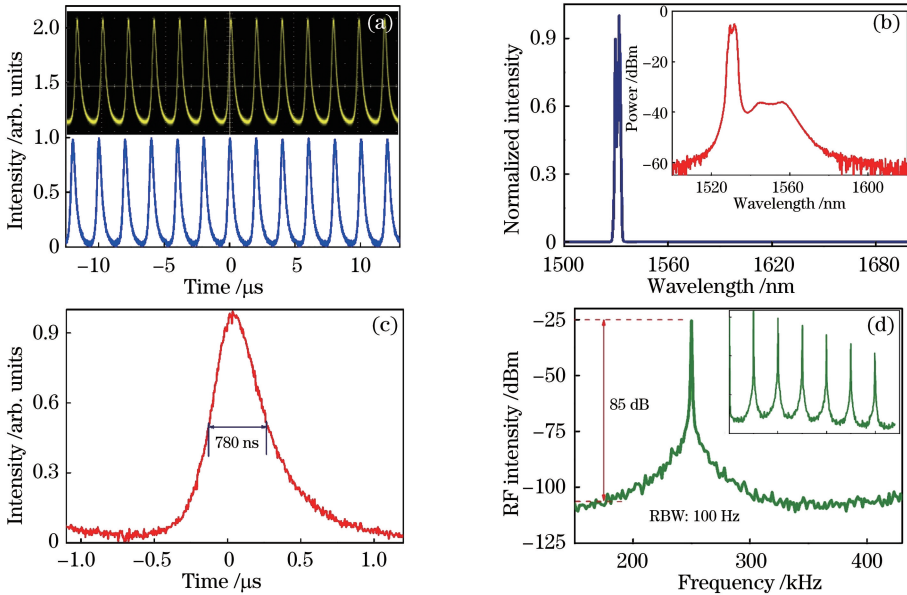 (a)
2.0
1.5
1.0
0.5
0
Intensity /arb. units
−10
−5
0
5
10
Time /μs
(b)
0.9
0.6
0.3
0
Normalized intensity
1500
1560
1620
1680
Wavelength /nm
0
−20
−40
−60
Power /dBm
1520
1560
1600
Wavelength /nm
(c)
0.9
0.6
0.3
0
Intensity /arb. units
780 ns
−1.0
−0.5
0
0.5
1.0
Time /μs
(d)
−25
−50
−75
−100
−125
RF intensity /dBm
85 dB
RBW: 100 Hz
200
300
400
Frequency /kHz